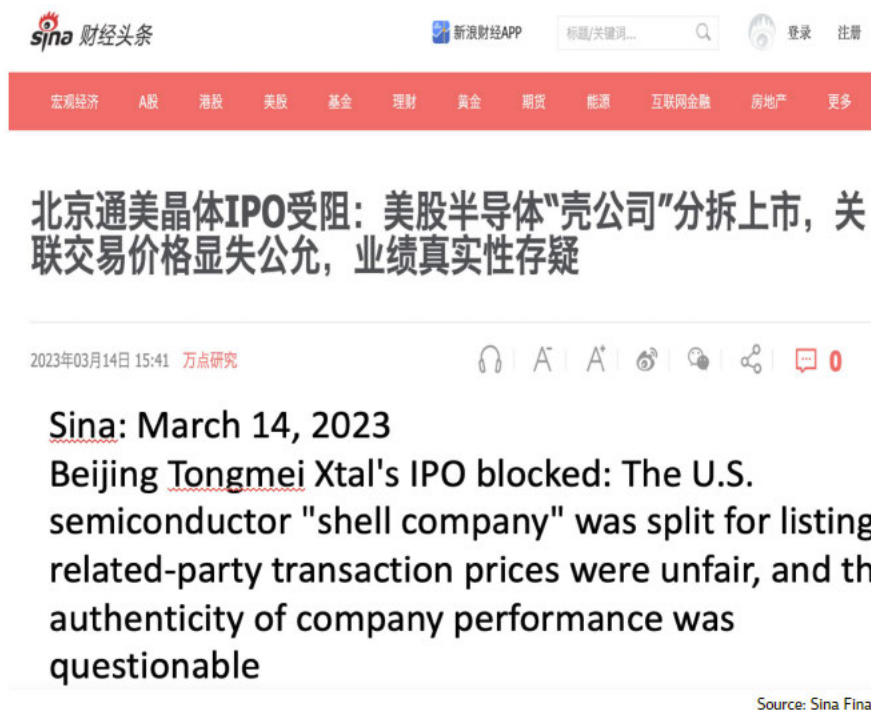 sina 财经头条
新浪财经APP
标题/关键词...
登录
注册
宏观经济 A股 港股 美股 基金 理财 黄金 期货 能源 互联网金融 房地产 更多
北京通美晶体IPO受阻：美股半导体“壳公司”分拆上市，关
联交易价格显失公允，业绩真实性存疑
2023年03月14日 15:41 万点研究
A- A+ 0
Sina: March 14, 2023
Beijing Tongmei Xtal's IPO blocked: The U.S.
semiconductor "shell company" was split for listing
related-party transaction prices were unfair, and th
authenticity of company performance was
questionable
Source: Sina Fina